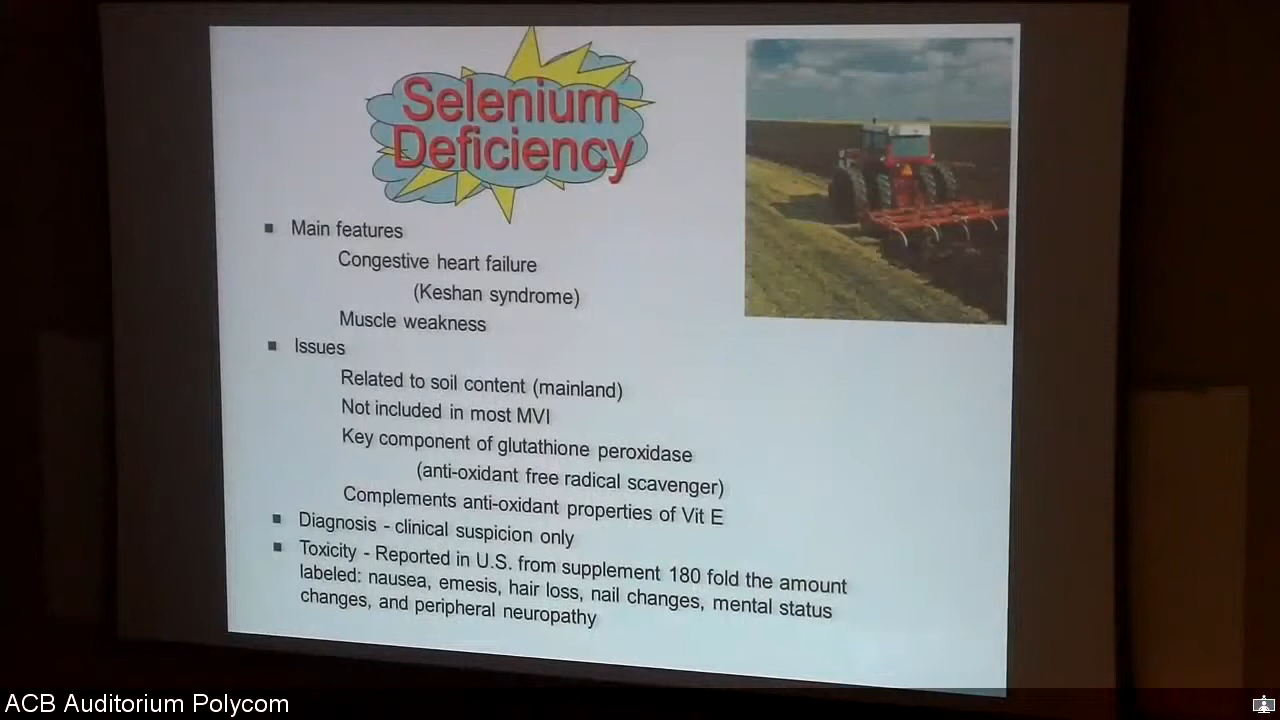 Selenium
Deficiency
Main features
Congestive heart failure
(Keshan syndrome)
Muscle weakness
Issues
Related to soil content (mainland)
Not included in most MVI
Key component of glutathione peroxidase
(anti-oxidant free radical scavenger)
Complements anti-oxidant properties of Vit E
Diagnosis - clinical suspicion only
Toxicity - Reported in U.S. from supplement 180 fold the amount
labeled: nausea, emesis, hair loss, nail changes, mental status
changes, and peripheral neuropathy
ACB Auditorium Polycom